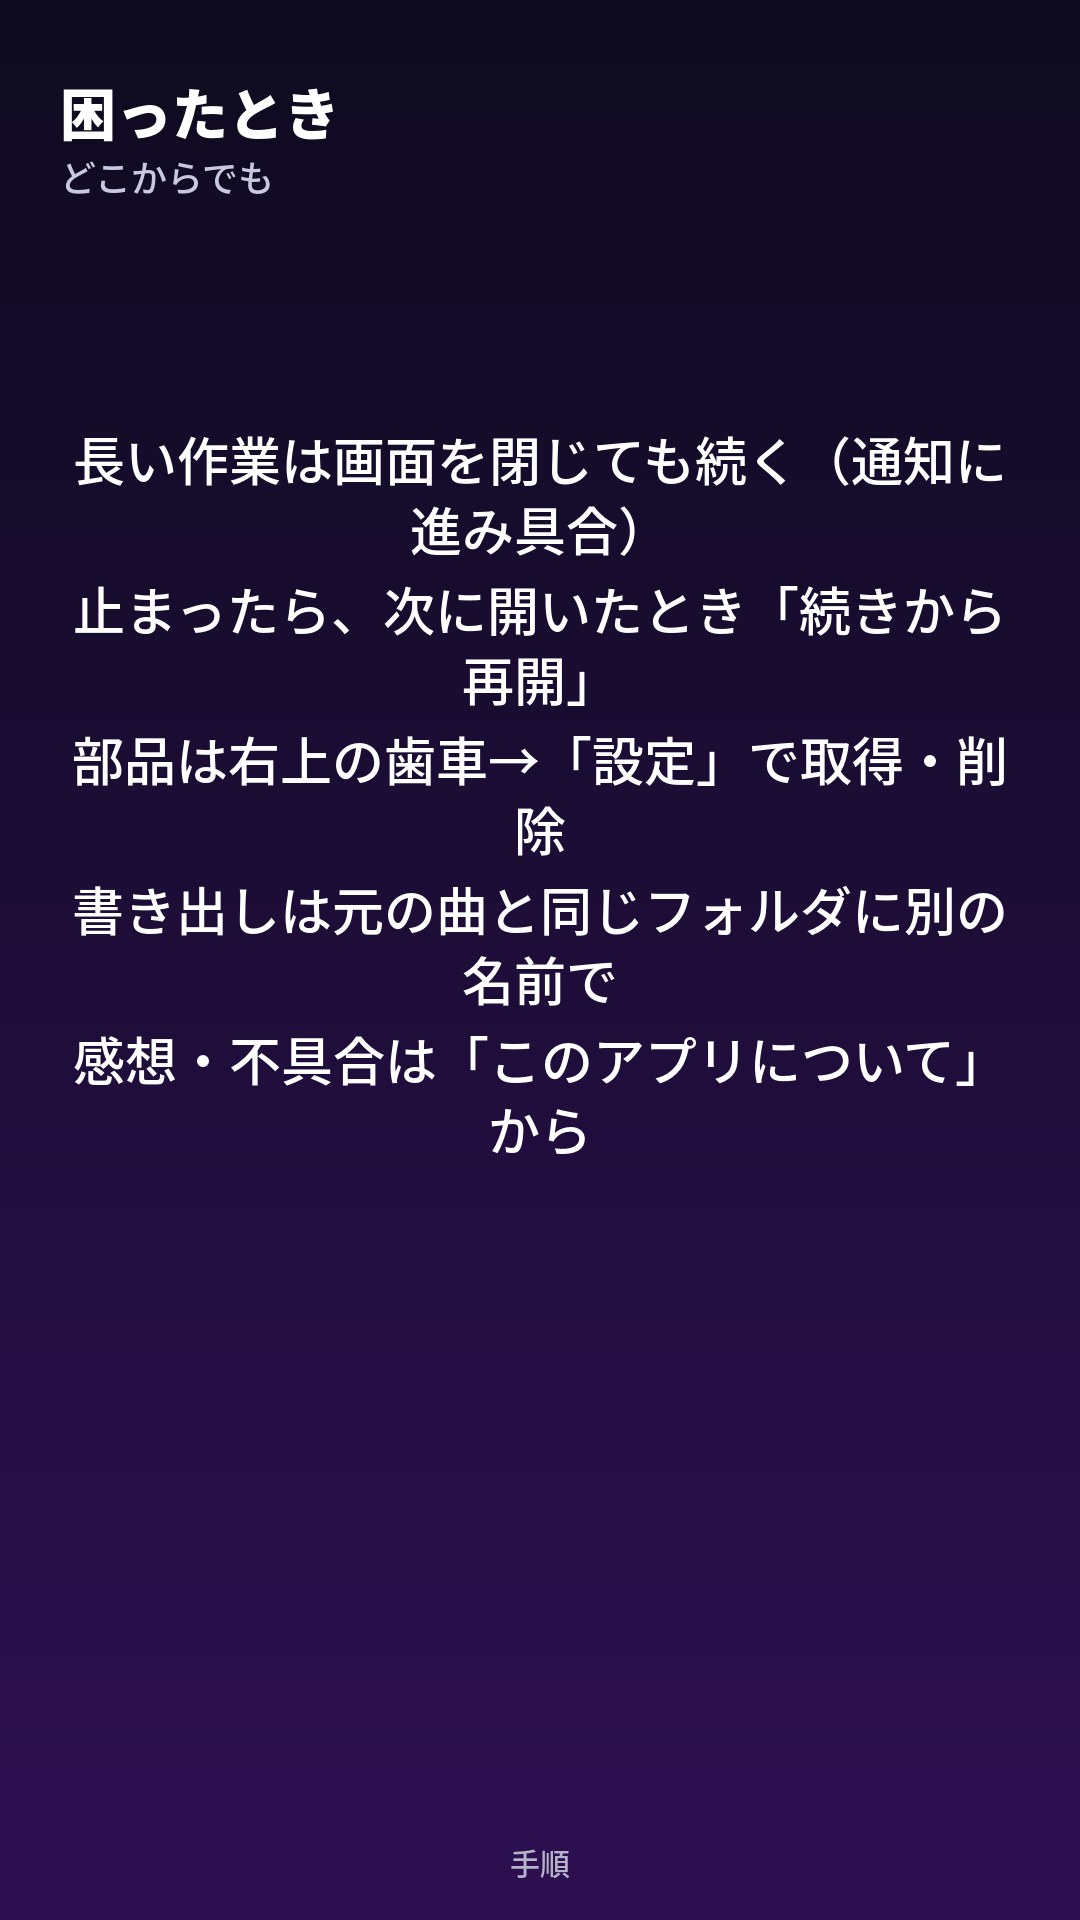 困ったとき
どこからでも
長い作業は画面を閉じても続く（通知に
進み具合）
止まったら、次に開いたとき「続きから
再開」
部品は右上の歯車→「設定」で取得・削
除
書き出しは元の曲と同じフォルダに別の
名前で
感想・不具合は「このアプリについて」
から
手順